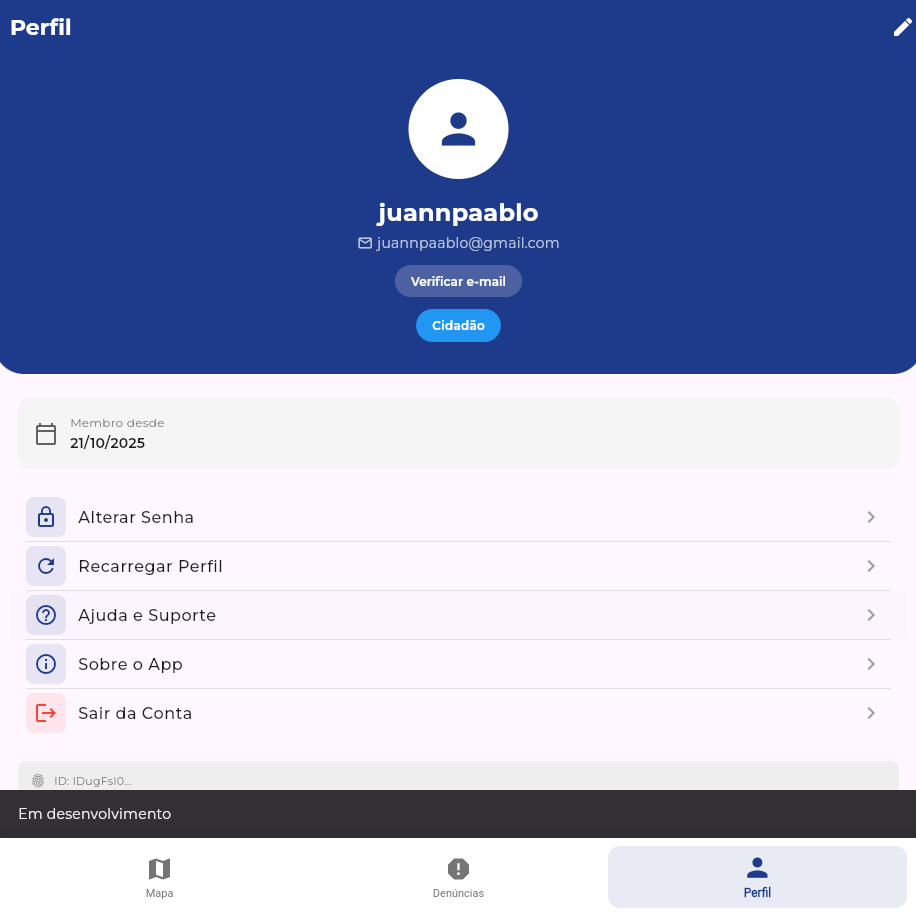 Perfil
juannpaablo
juannpaablo@gmail.com
Verificar e-mail
Cidadão
Membro desde
21/10/2025
Alterar Senha
Recarregar Perfil
Ajuda e Suporte
Sobre o App
Sair da Conta
ID: IDugFsI0...
Em desenvolvimento
Mapa
Denúncias
Perfil